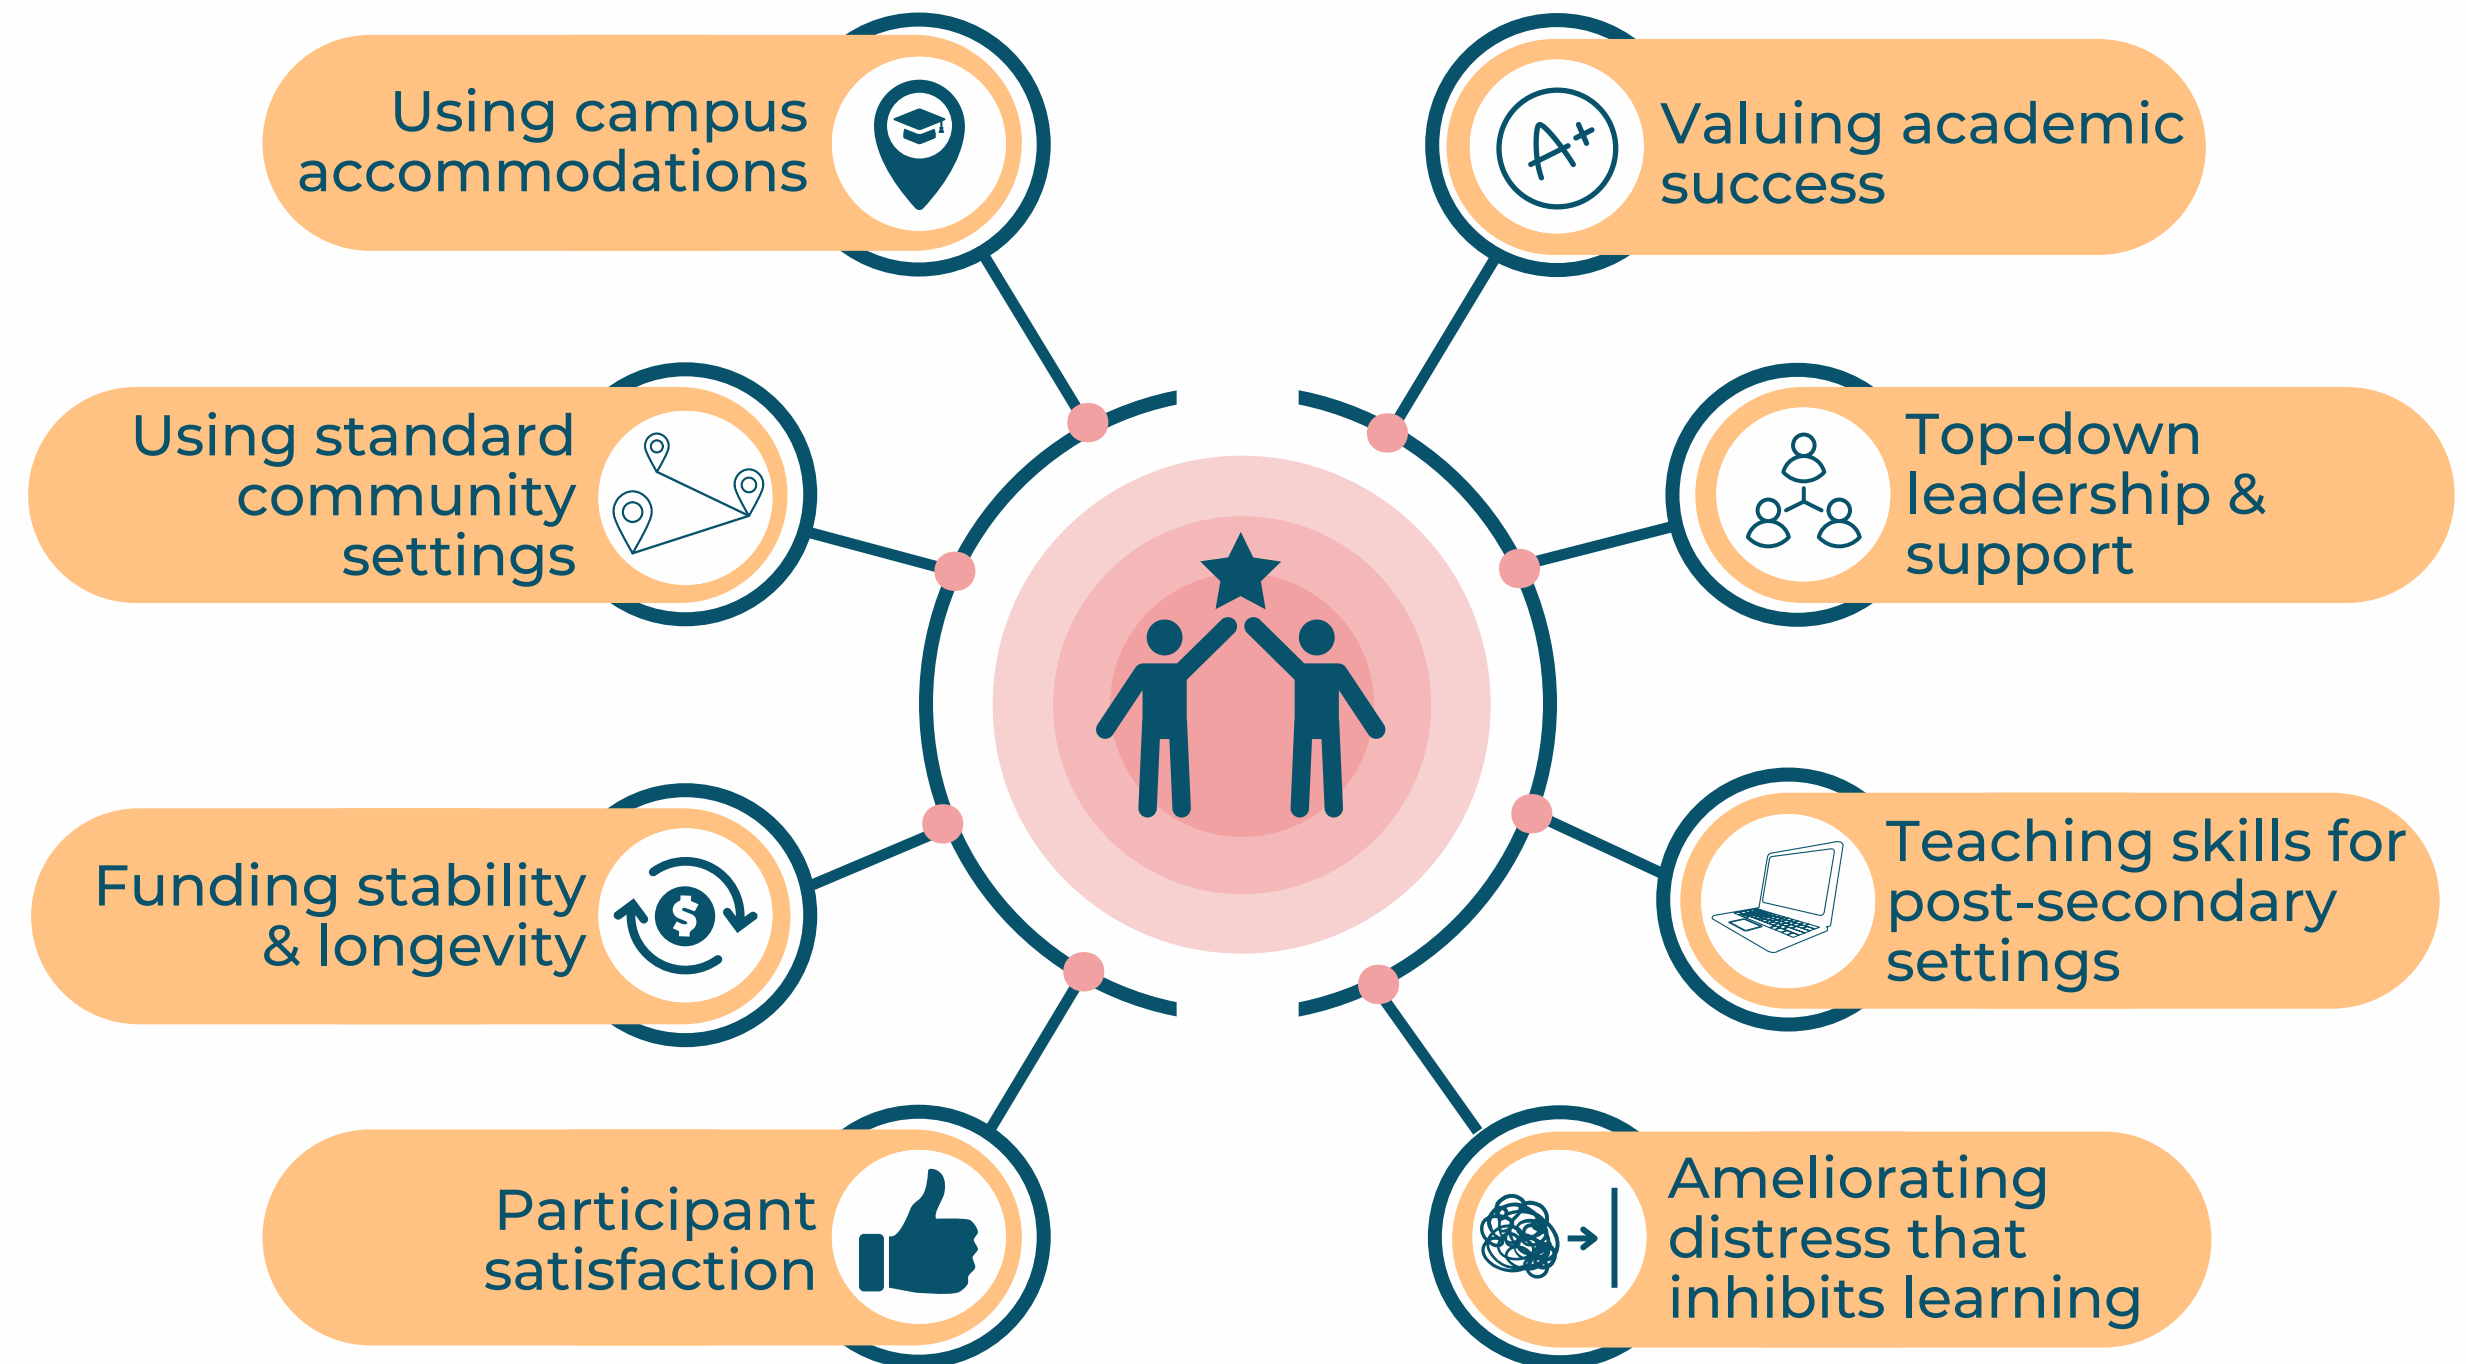 Using campus
accommodations
Valuing academic
success
Using standard
community
settings
Top-down
leadership &
support
Funding stability
& longevity
Teaching skills for
post-secondary
settings
Participant
satisfaction
Ameliorating
distress that
inhibits learning
A+
$